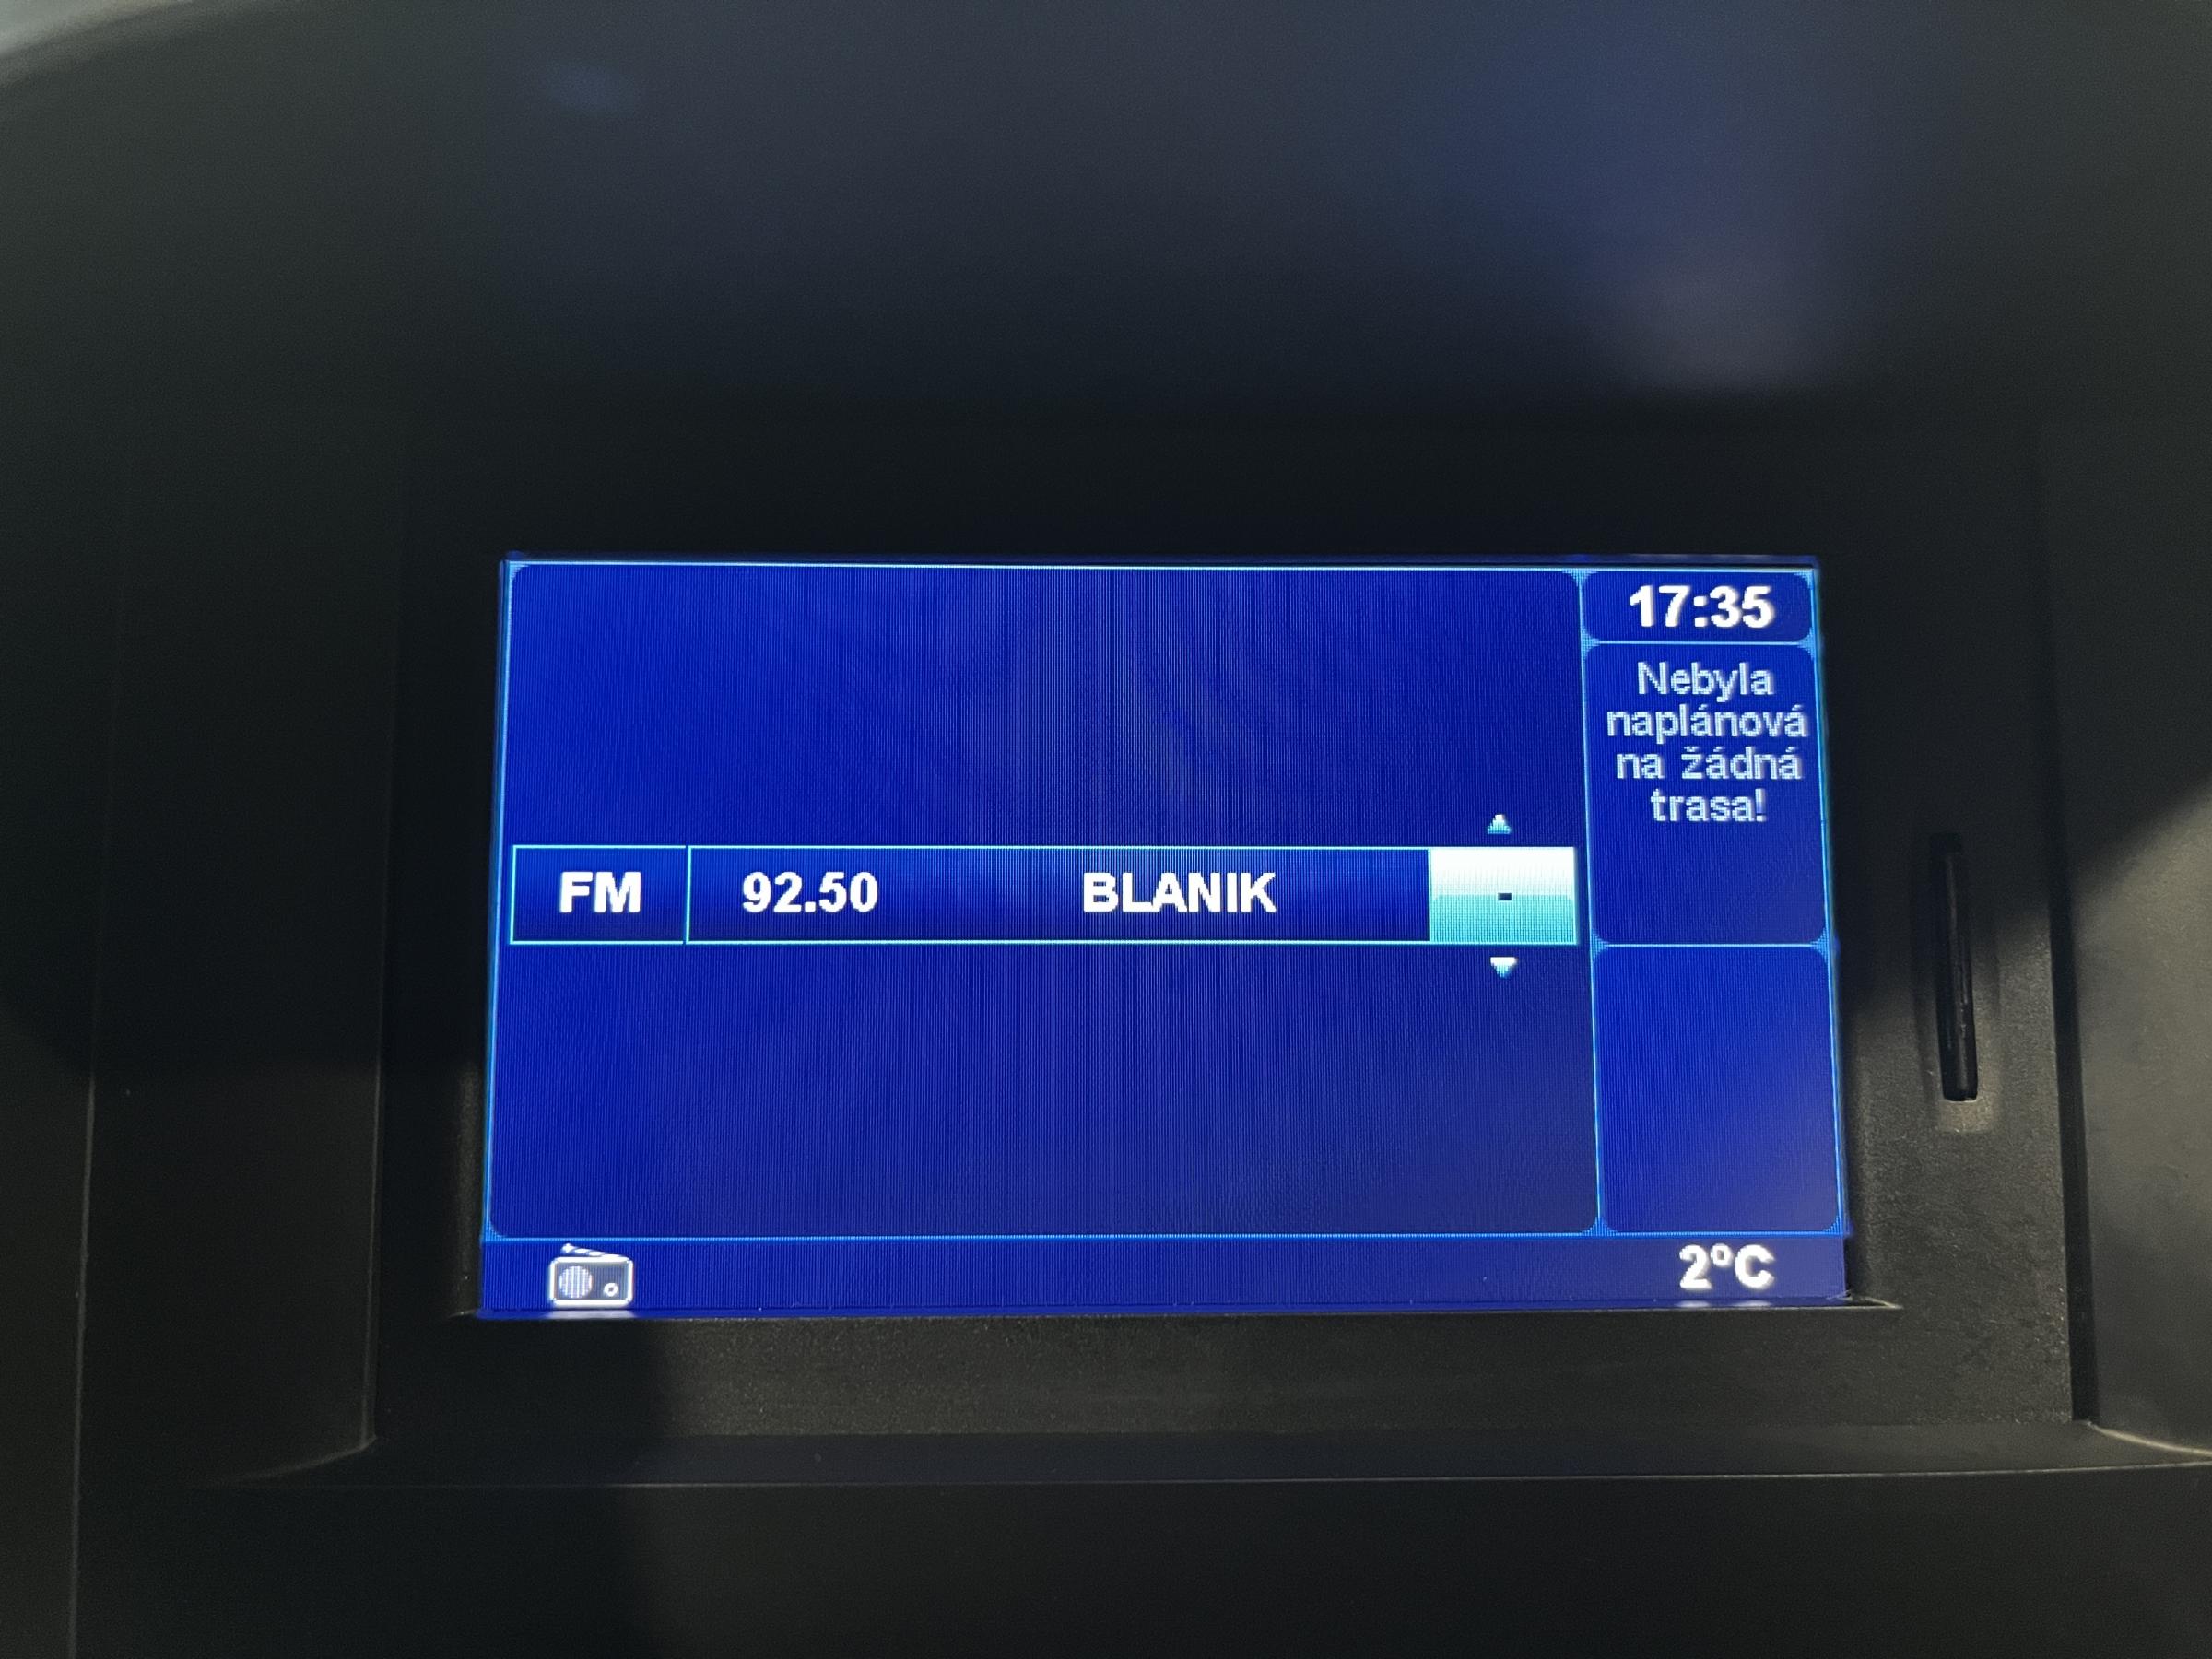 17:35
Nebyla
naplánová
na žádná
trasa!
FM 92.50 BLANIK -
2°C